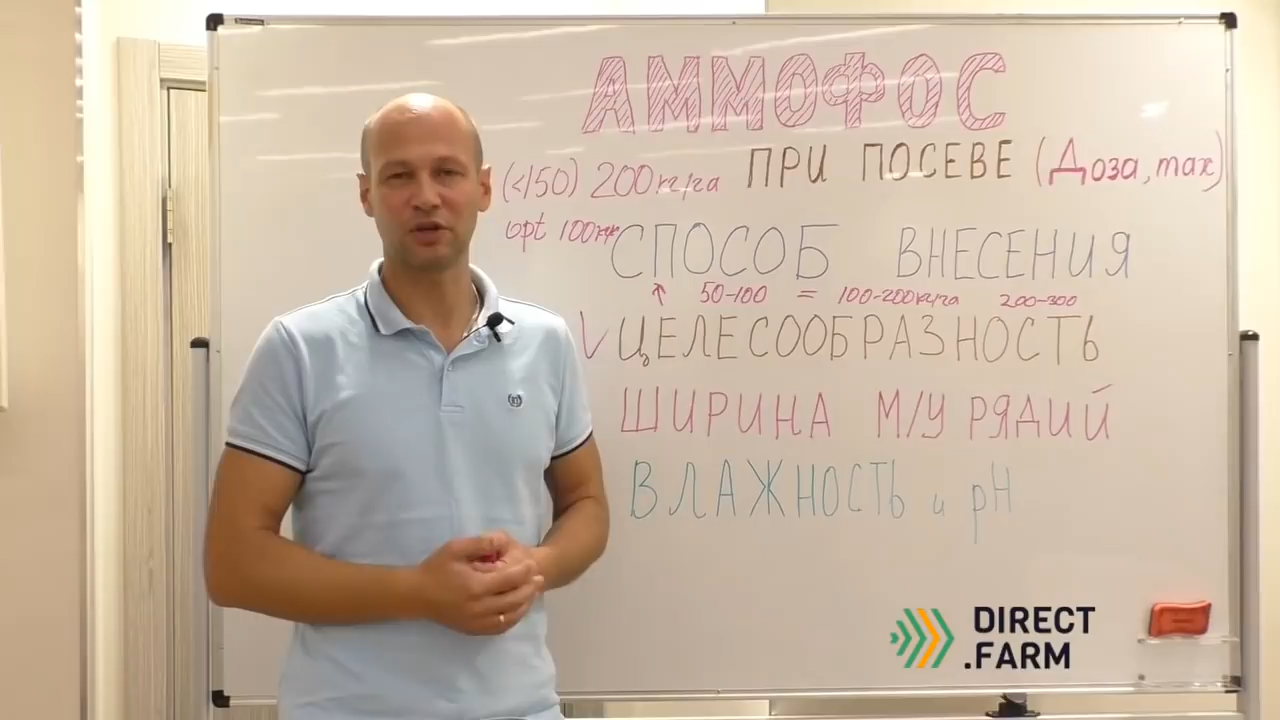 АММОФОС
(<150) 200кг/га ПРИ ПОСЕВЕ (Доза, max)
opt 100кг СПОСОБ ВНЕСЕНИЯ
↑ 50-100 = 100-200кг/га 200-300
V ЦЕЛЕСООБРАЗНОСТЬ
ШИРИНА М/У РЯДИЙ
ВЛАЖНОСТЬ и рН
DIRECT
.FARM